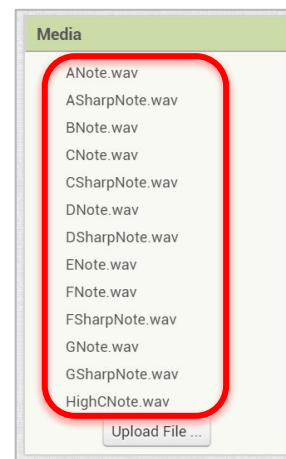 Media
ANote.wav
ASharpNote.wav
BNote.wav
CNote.wav
CSharpNote.wav
DNote.wav
DSharpNote.wav
ENote.wav
FNote.wav
FSharpNote.wav
GNote.wav
GSharpNote.wav
HighCNote.wav
Upload File ...